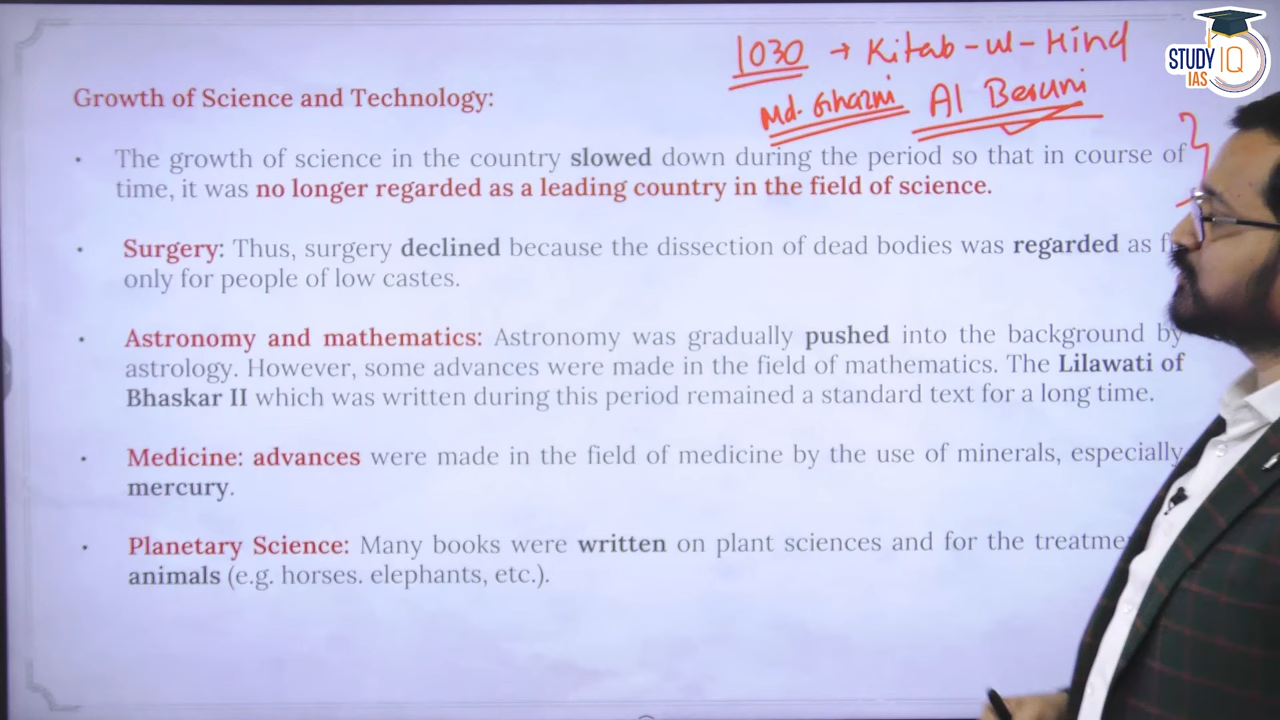 1030 → Kitab-ul-Hind
Md. Ghazni Al Beruni
STUDY IQ
IAS
Growth of Science and Technology:
• The growth of science in the country slowed down during the period so that in course of
time, it was no longer regarded as a leading country in the field of science.
• Surgery: Thus, surgery declined because the dissection of dead bodies was regarded as
only for people of low castes.
• Astronomy and mathematics: Astronomy was gradually pushed into the background by
astrology. However, some advances were made in the field of mathematics. The Lilawati of
Bhaskar II which was written during this period remained a standard text for a long time.
• Medicine: advances were made in the field of medicine by the use of minerals, especially
mercury.
• Planetary Science: Many books were written on plant sciences and for the
animals (e.g. horses. elephants, etc.).